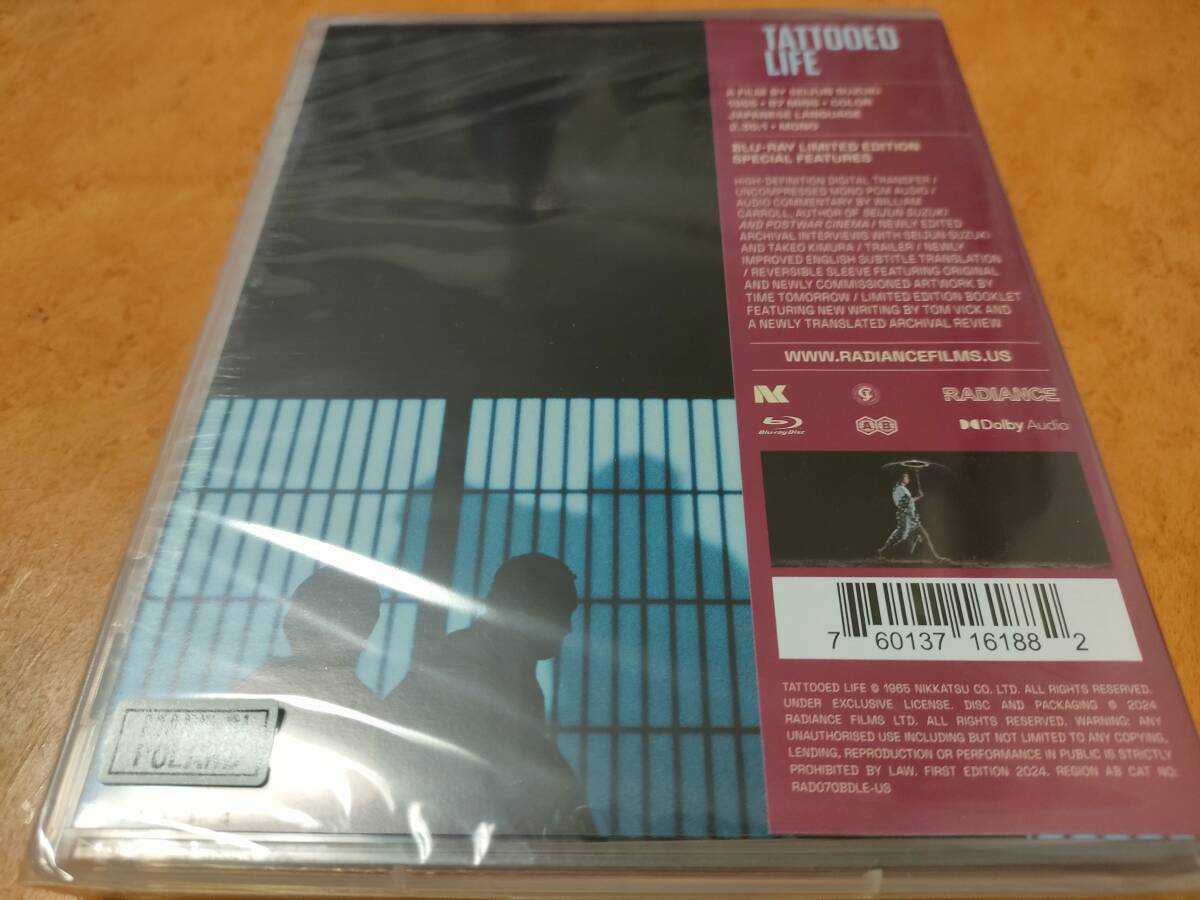 TATTOOED
LIFE
A FILM BY SEIJUN SUZUKI
1965 • 87 MINS • COLOR
JAPANESE LANGUAGE
2.35:1 • MONO
BLU-RAY LIMITED EDITION
SPECIAL FEATURES
HIGH-DEFINITION DIGITAL TRANSFER /
UNCOMPRESSED MONO PCM AUDIO /
AUDIO COMMENTARY BY WILLIAM
CARROLL, AUTHOR OF SEIJUN SUZUKI
AND POSTWAR CINEMA / NEWLY EDITED
ARCHIVAL INTERVIEWS WITH SEIJUN SUZUKI
AND TAKEO KIMURA / TRAILER / NEWLY
IMPROVED ENGLISH SUBTITLE TRANSLATION
/ REVERSIBLE SLEEVE FEATURING ORIGINAL
AND NEWLY COMMISSIONED ARTWORK BY
TIME TOMORROW / LIMITED EDITION BOOKLET
FEATURING NEW WRITING BY TOM VICK AND
A NEWLY TRANSLATED ARCHIVAL REVIEW
WWW.RADIANCEFILMS.US
NK RADIANCE
Blu-ray Disc A B Dolby Audio
7 60137 16188 2
TATTOOED LIFE © 1965 NIKKATSU CO. LTD. ALL RIGHTS RESERVED.
UNDER EXCLUSIVE LICENSE. DISC AND PACKAGING © 2024
RADIANCE FILMS LTD. ALL RIGHTS RESERVED. WARNING: ANY
UNAUTHORISED USE INCLUDING BUT NOT LIMITED TO ANY COPYING,
LENDING, REPRODUCTION OR PERFORMANCE IN PUBLIC IS STRICTLY
PROHIBITED BY LAW. FIRST EDITION 2024. REGION AB CAT NO:
RAD070BDLE-US
POLAND